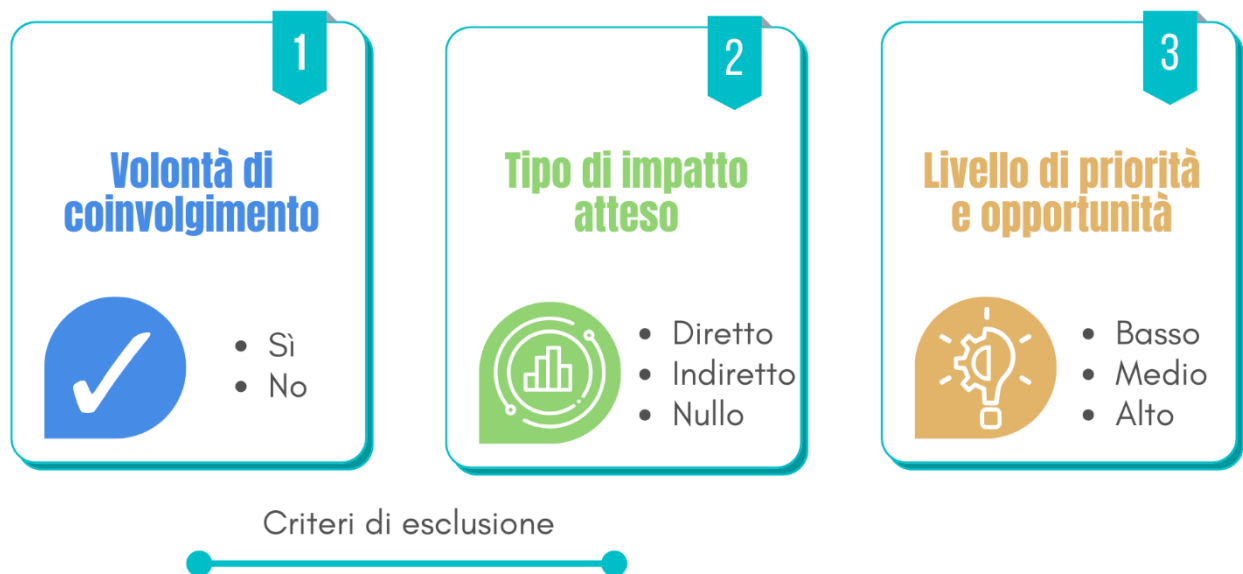 1
Volontà di
coinvolgimento
• Sì
• No
2
Tipo di impatto
atteso
• Diretto
• Indiretto
• Nullo
3
Livello di priorità
e opportunità
• Basso
• Medio
• Alto
Criteri di esclusione